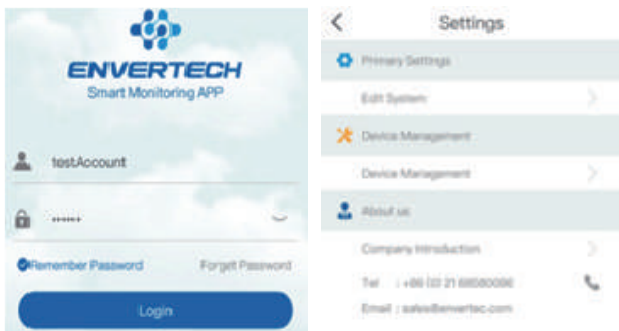 ENVERTECH
Smart Monitoring APP
testAccount
Remember Password
Forget Password
Login
Settings
Primary Settings
Edit System
Device Management
Device Management
About us
Company Introduction
Tel : +86 (0) 21 68580086
Email : sales@envertec.com